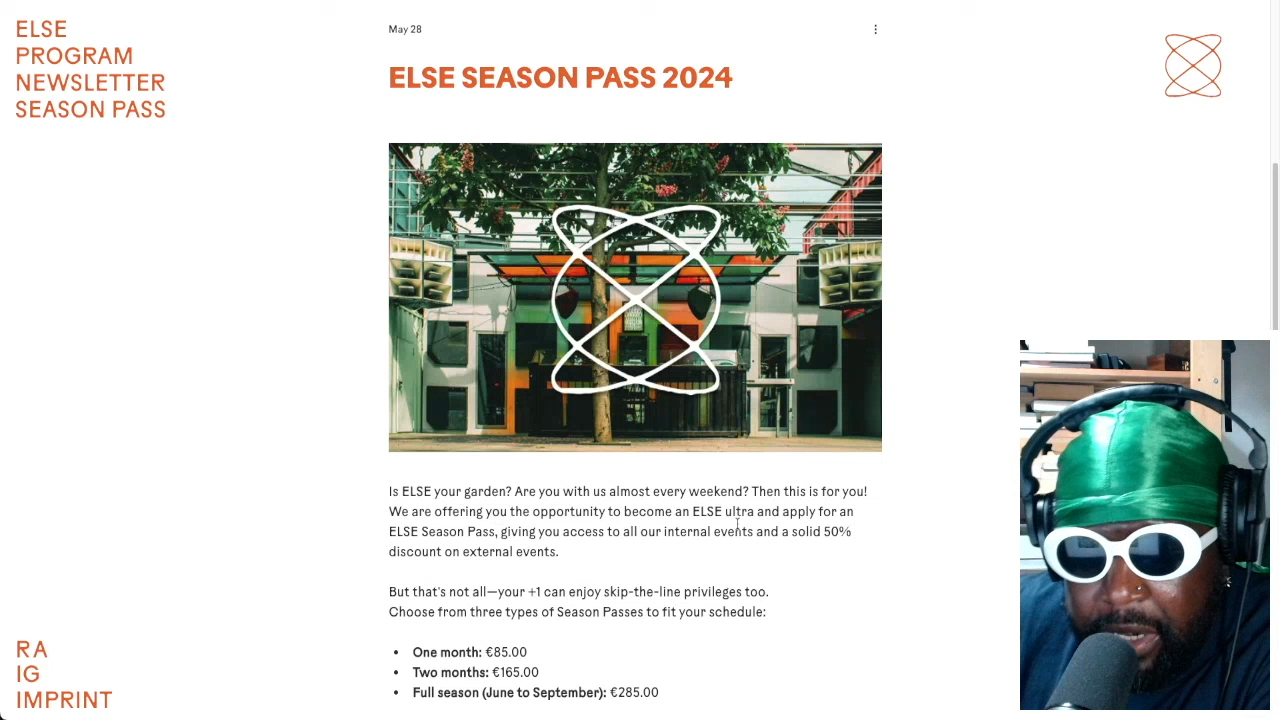 ELSE
PROGRAM
NEWSLETTER
SEASON PASS
May 28
ELSE SEASON PASS 2024
Is ELSE your garden? Are you with us almost every weekend? Then this is for you!
We are offering you the opportunity to become an ELSE ultra and apply for an
ELSE Season Pass, giving you access to all our internal events and a solid 50%
discount on external events.
But that's not all—your +1 can enjoy skip-the-line privileges too.
Choose from three types of Season Passes to fit your schedule:
• One month: €85.00
• Two months: €165.00
• Full season (June to September): €285.00
RA
IG
IMPRINT